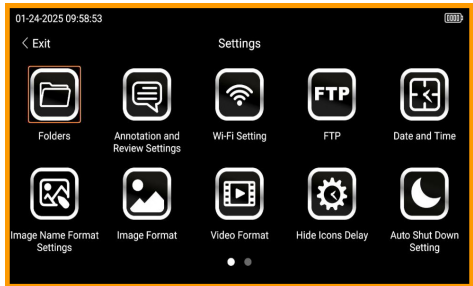 01-24-2025 09:58:53
Exit
Settings
FTP
Folders
Annotation and
Review Settings
Wi-Fi Setting
FTP
Date and Time
Image Name Format
Settings
Image Format
Video Format
Hide Icons Delay
Auto Shut Down
Setting